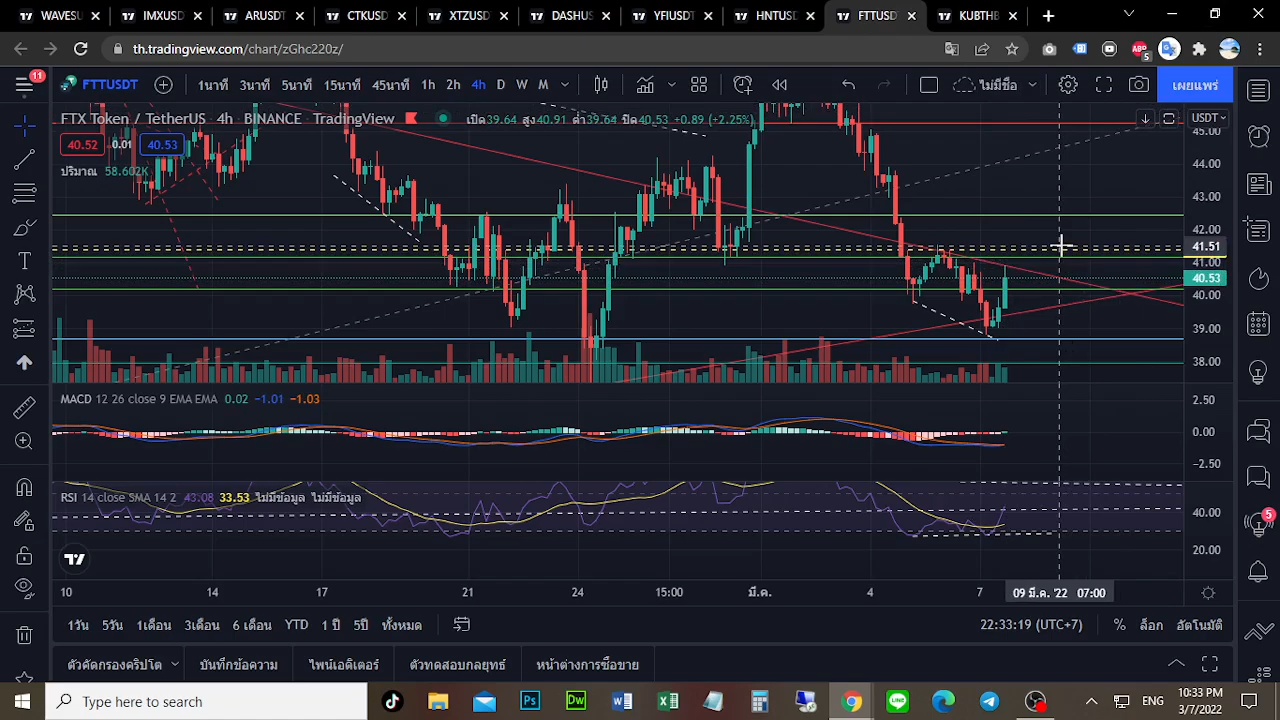 WAVESU
IMXUSD
ARUSDT
CTKUSD
XTZUSD
DASHUS
YFIUSDT
HNTUSD
FTTUSD
KUBTHB
th.tradingview.com/chart/zGhc220z/
ABP
5
11
FTTUSDT
1นาที
3นาที
5นาที
15นาที
45นาที
1h
2h
4h
D
W
M
ไม่มีชื่อ
เผยแพร่
FTX Token / TetherUS · 4h · BINANCE · TradingView
เปิด39.64 สูง40.91 ต่ำ39.64 ปิด40.53 +0.89 (+2.25%)
USDT
40.52
0.01
40.53
ปริมาณ 58.602K
45.00
44.00
43.00
42.00
41.51
41.00
40.53
40.00
39.00
38.00
MACD 12 26 close 9 EMA EMA 0.02 −1.01 −1.03
2.50
0.00
−2.50
RSI 14 close SMA 14 2 43.08 33.53 ไม่มีข้อมูล ไม่มีข้อมูล
40.00
20.00
5
10
14
17
21
24
15:00
มี.ค.
4
7
09 มี.ค. '22 07:00
1วัน
5วัน
1เดือน
3เดือน
6 เดือน
YTD
1 ปี
5ปี
ทั้งหมด
22:33:19 (UTC+7)
%
ล็อก
อัตโนมัติ
ตัวคัดกรองคริปโต
บันทึกข้อความ
ไพน์เอดิเตอร์
ตัวทดสอบกลยุทธ์
หน้าต่างการซื้อขาย
Type here to search
Ps
Dw
ENG
10:33 PM
3/7/2022